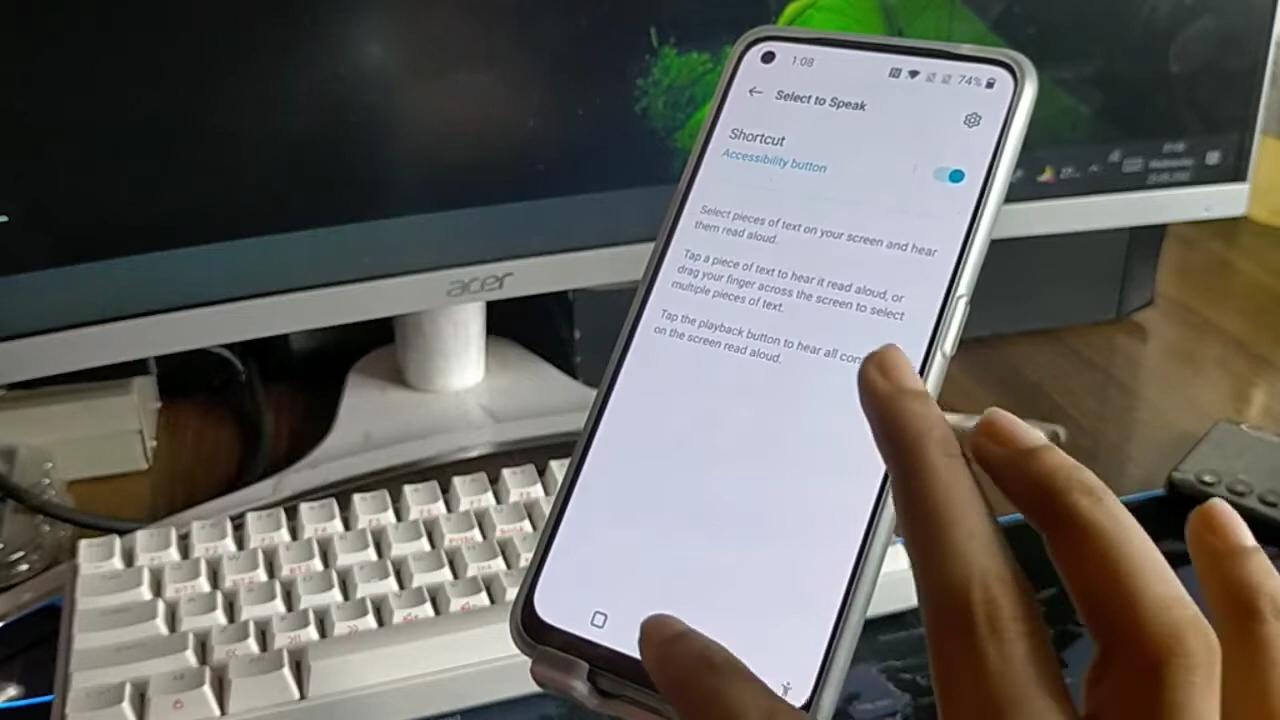 1:08
74%
Select to Speak
Shortcut
Accessibility button
Select pieces of text on your screen and hear
them read aloud.
Tap a piece of text to hear it read aloud, or
drag your finger across the screen to select
multiple pieces of text.
Tap the playback button to hear all
on the screen read aloud.
acer